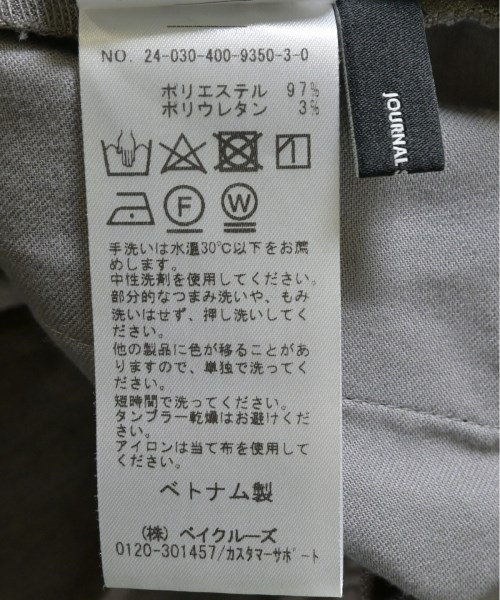 NO. 24-030-400-9350-3-0
ポリエステル 97%
ポリウレタン 3%
JOURNAL
F
W
手洗いは水温30℃以下をお薦
めします。
中性洗剤を使用してください。
部分的なつまみ洗いや、もみ
洗いはせず、押し洗いしてく
ださい。
他の製品に色が移ることがあ
りますので、単独で洗ってく
ださい。
短時間で洗ってください。
タンブラー乾燥はお避けくだ
さい。
アイロンは当て布を使用して
ください。
ベトナム製
(株) ベイクルーズ
0120-301457/カスタマーサポート